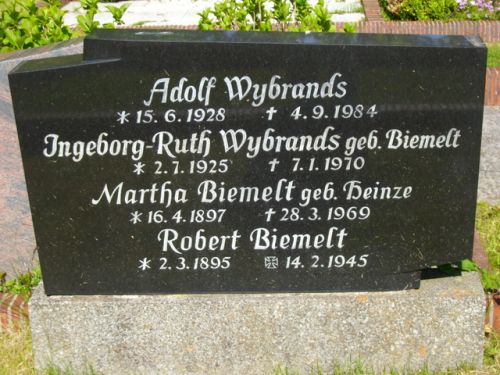 Adolf Wybrands
* 15.6.1928 † 4.9.1984
Ingeborg-Ruth Wybrands geb. Biemelt
* 2.7.1925 † 7.1.1970
Martha Biemelt geb. Heinze
* 16.4.1897 † 28.3.1969
Robert Biemelt
* 2.3.1895 ✠ 14.2.1945